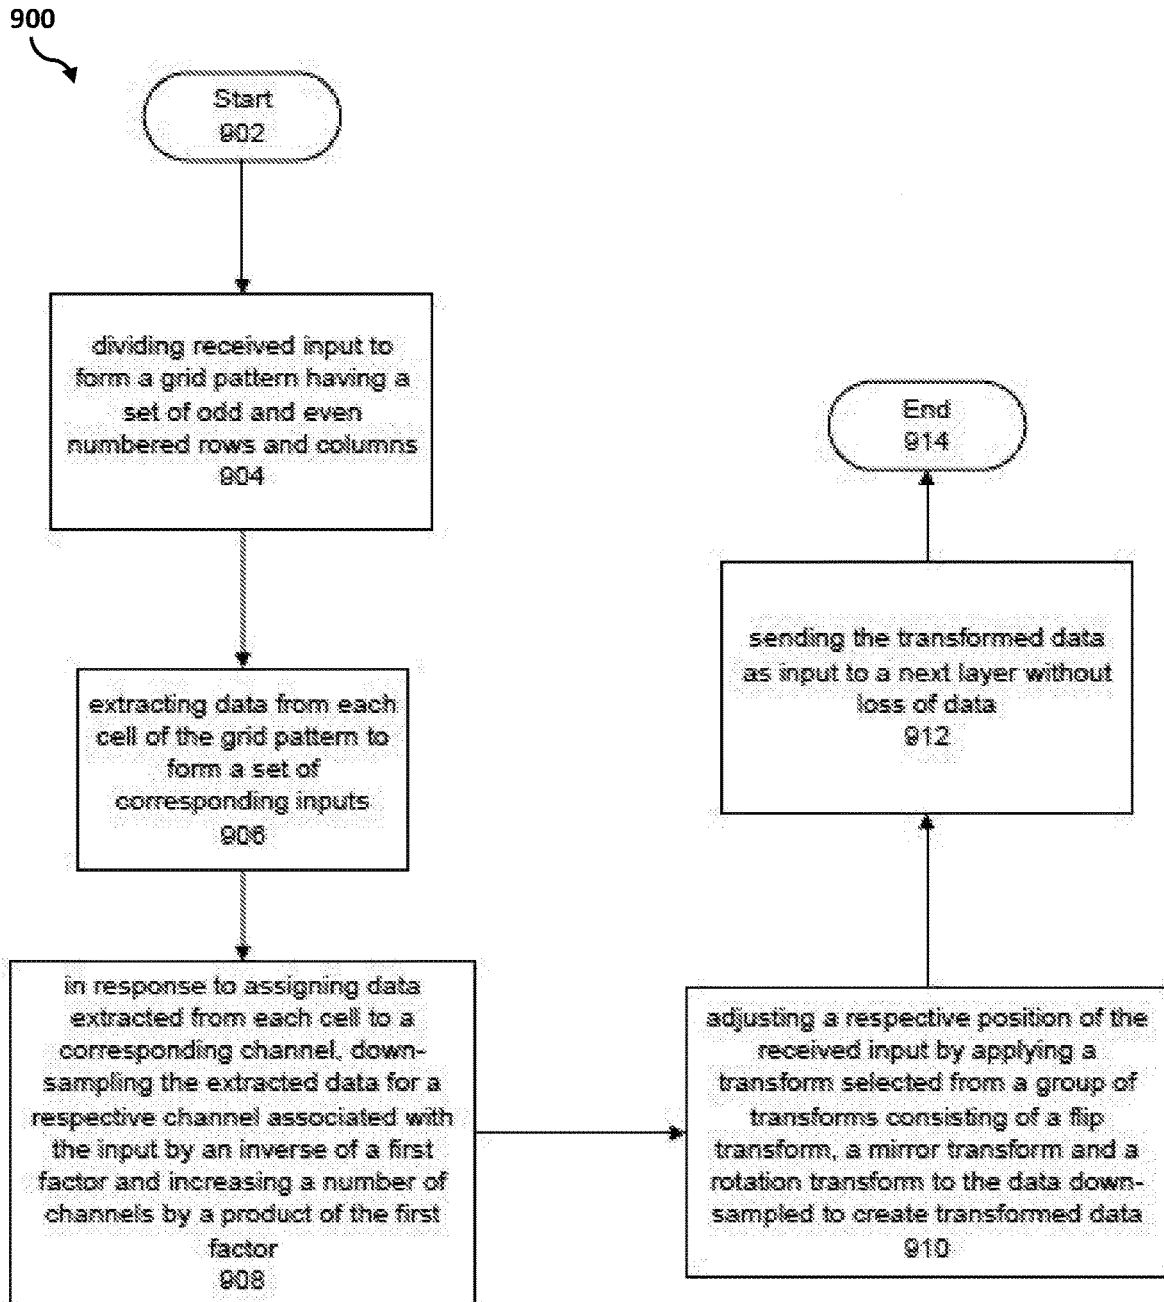 900
Start
902
dividing received input to
form a grid pattern having a
set of odd and even
numbered rows and columns
904
extracting data from each
cell of the grid pattern to
form a set of
corresponding inputs
906
in response to assigning data
extracted from each cell to a
corresponding channel, down-
sampling the extracted data for a
respective channel associated with
the input by an inverse of a first
factor and increasing a number of
channels by a product of the first
factor
908
adjusting a respective position of the
received input by applying a
transform selected from a group of
transforms consisting of a flip
transform, a mirror transform and a
rotation transform to the data down-
sampled to create transformed data
910
sending the transformed data
as input to a next layer without
loss of data
912
End
914